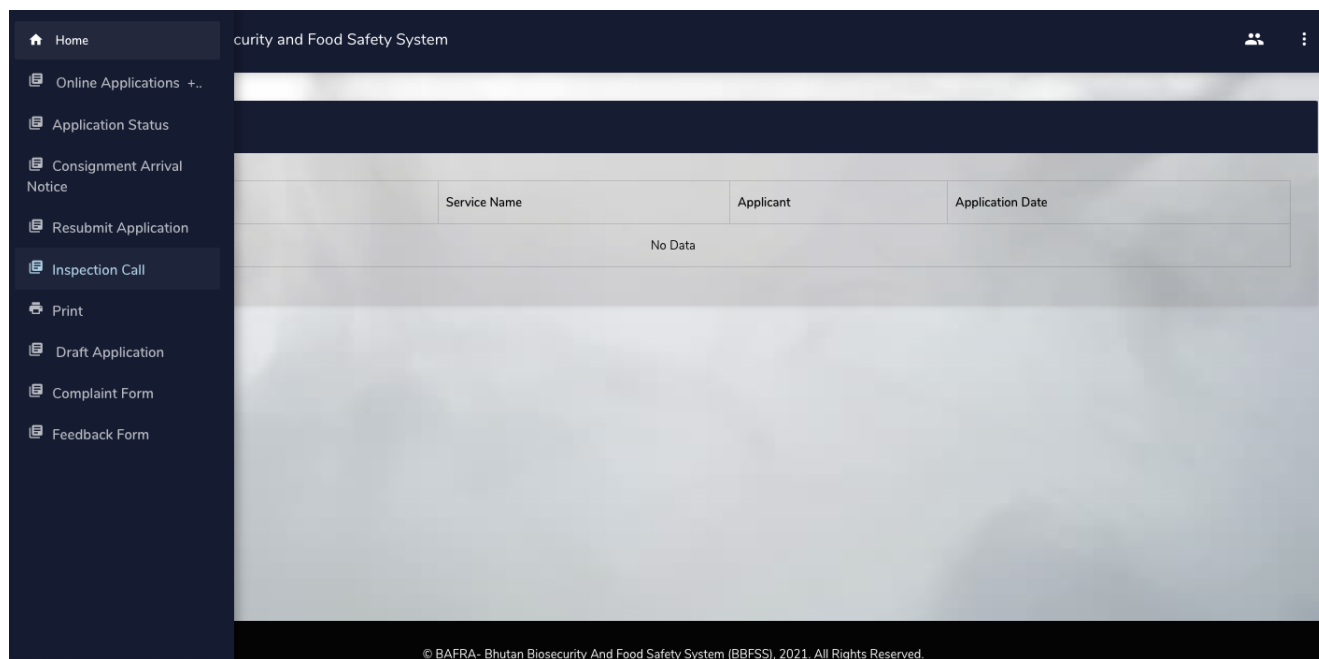 Home
curity and Food Safety System
Online Applications +..
Application Status
Consignment Arrival
Notice
Resubmit Application
Inspection Call
Print
Draft Application
Complaint Form
Feedback Form
Service Name Applicant Application Date
No Data
© BAFRA- Bhutan Biosecurity And Food Safety System (BBFSS), 2021. All Rights Reserved.